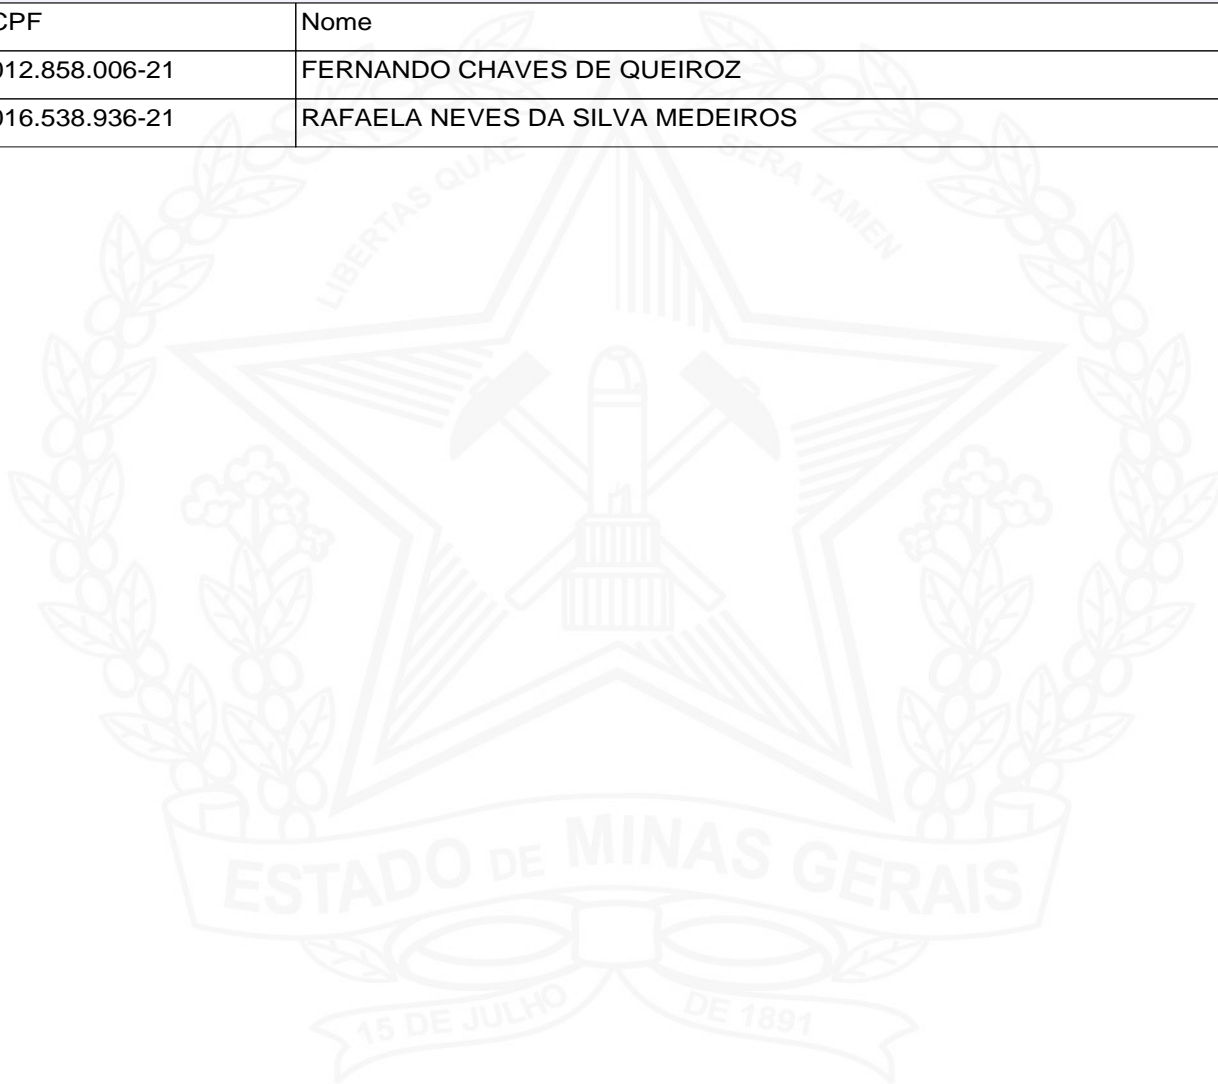 CPF Nome
012.858.006-21 FERNANDO CHAVES DE QUEIROZ
016.538.936-21 RAFAELA NEVES DA SILVA MEDEIROS
LIBERTAS QUAE SERA TAMEN
ESTADO DE MINAS GERAIS
15 DE JULHO DE 1891